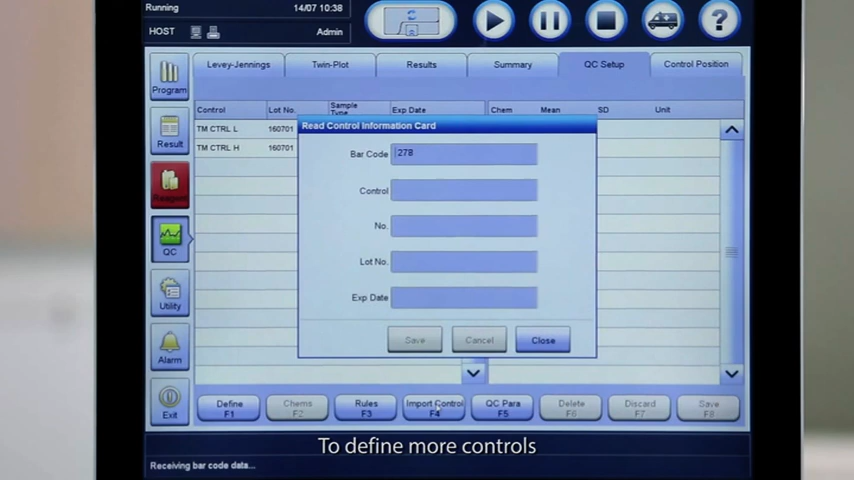 Running
14/07 10:38
HOST
Admin
Levey-Jennings
Twin-Plot
Results
Summary
QC Setup
Control Position
Program
Result
Reagent
QC
Utility
Alarm
Exit
Control
Lot No.
Sample Type
Exp Date
Chem
Mean
SD
Unit
TM CTRL L
160701
TM CTRL H
160701
Read Control Information Card
Bar Code
278
Control
No.
Lot No.
Exp Date
Save
Cancel
Close
Define
F1
Chems
F2
Rules
F3
Import Control
F4
QC Para
F5
Delete
F6
Discard
F7
Save
F8
To define more controls
Receiving bar code data...